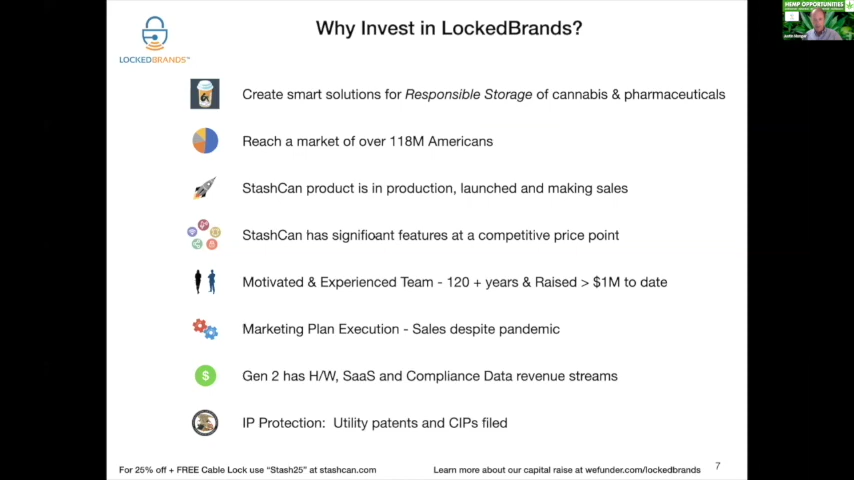 HEMP OPPORTUNITIES
Why Invest in LockedBrands?
LOCKEDBRANDS™
Create smart solutions for Responsible Storage of cannabis & pharmaceuticals
Reach a market of over 118M Americans
StashCan product is in production, launched and making sales
StashCan has significant features at a competitive price point
Motivated & Experienced Team - 120 + years & Raised > $1M to date
Marketing Plan Execution - Sales despite pandemic
$
Gen 2 has H/W, SaaS and Compliance Data revenue streams
IP Protection: Utility patents and CIPs filed
For 25% off + FREE Cable Lock use "Stash25" at stashcan.com
Learn more about our capital raise at wefunder.com/lockedbrands
7